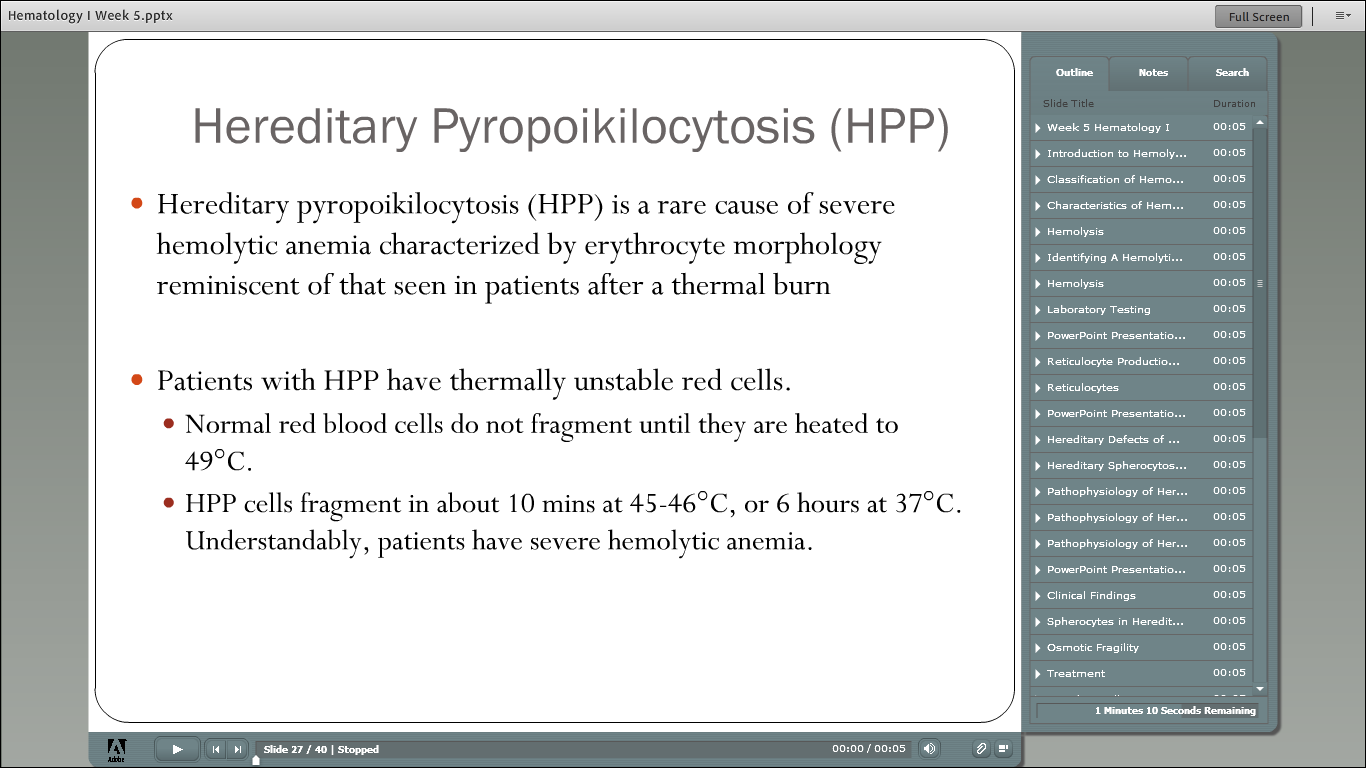 Hematology I Week 5.pptx
Full Screen
Hereditary Pyropoikilocytosis (HPP)
• Hereditary pyropoikilocytosis (HPP) is a rare cause of severe
hemolytic anemia characterized by erythrocyte morphology
reminiscent of that seen in patients after a thermal burn
• Patients with HPP have thermally unstable red cells.
• Normal red blood cells do not fragment until they are heated to
49°C.
• HPP cells fragment in about 10 mins at 45-46°C, or 6 hours at 37°C.
Understandably, patients have severe hemolytic anemia.
Outline Notes Search
Slide Title Duration
Week 5 Hematology I 00:05
Introduction to Hemoly... 00:05
Classification of Hemo... 00:05
Characteristics of Hem... 00:05
Hemolysis 00:05
Identifying A Hemolyti... 00:05
Hemolysis 00:05
Laboratory Testing 00:05
PowerPoint Presentatio... 00:05
Reticulocyte Productio... 00:05
Reticulocytes 00:05
PowerPoint Presentatio... 00:05
Hereditary Defects of ... 00:05
Hereditary Spherocytos... 00:05
Pathophysiology of Her... 00:05
Pathophysiology of Her... 00:05
Pathophysiology of Her... 00:05
PowerPoint Presentatio... 00:05
Clinical Findings 00:05
Spherocytes in Heredit... 00:05
Osmotic Fragility 00:05
Treatment 00:05
1 Minutes 10 Seconds Remaining
Adobe
Slide 27 / 40 | Stopped 00:00 / 00:05